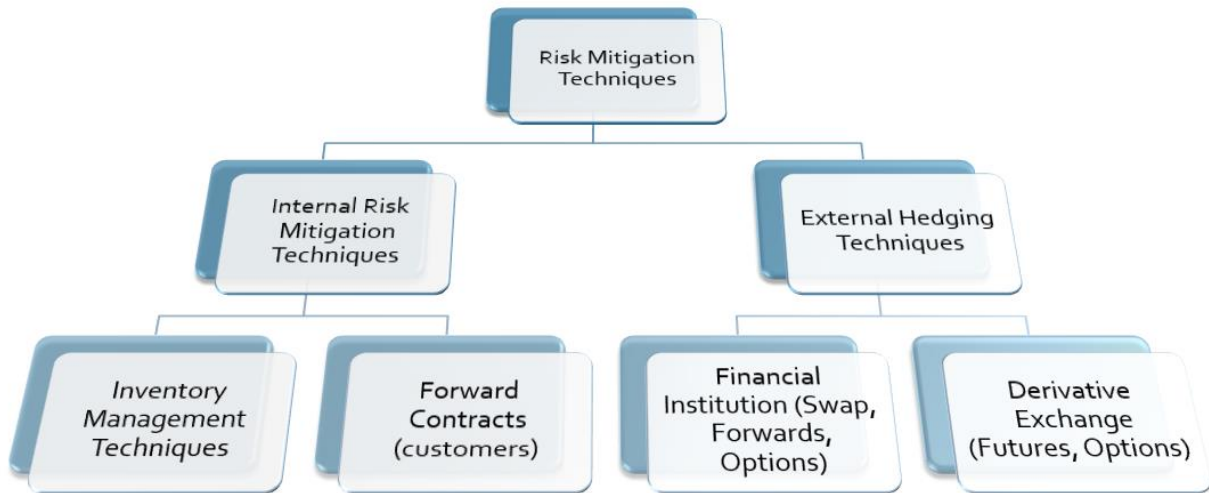 Risk Mitigation
Techniques
Internal Risk
Mitigation
Techniques
External Hedging
Techniques
Inventory
Management
Techniques
Forward
Contracts
(customers)
Financial
Institution (Swap,
Forwards,
Options)
Derivative
Exchange
(Futures, Options)